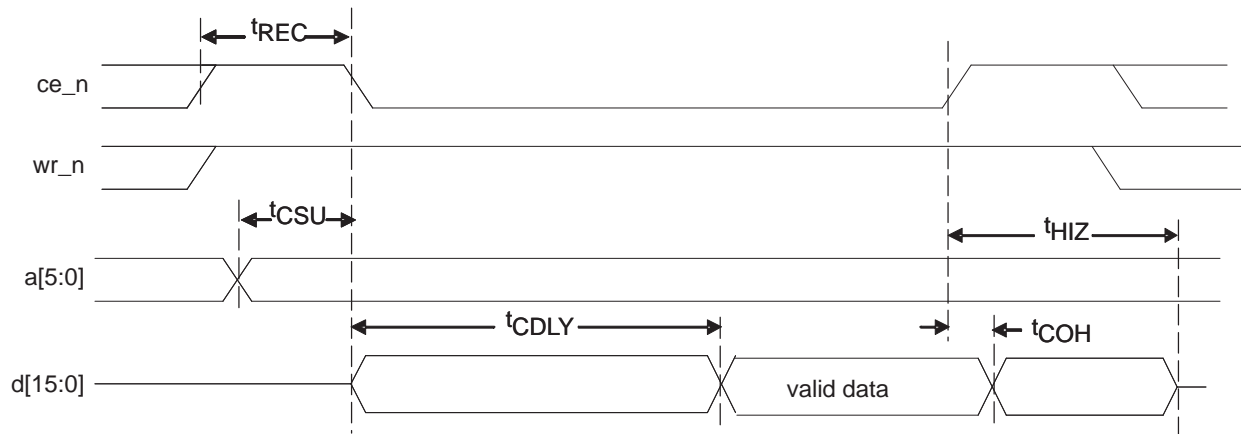 tREC
ce_n
wr_n
tCSU
tHIZ
a[5:0]
tCDLY
tCOH
d[15:0]
valid data